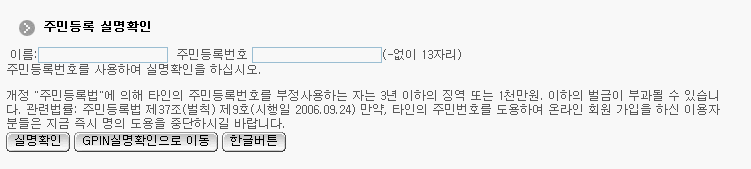 주민등록 실명확인
이름: 주민등록번호 (-없이 13자리)
주민등록번호를 사용하여 실명확인을 하십시오.
개정 "주민등록법"에 의해 타인의 주민등록번호를 부정사용하는 자는 3년 이하의 징역 또는 1천만원. 이하의 벌금이 부과될 수 있습니
다. 관련법률: 주민등록법 제37조(벌칙) 제9호(시행일 2006.09.24) 만약, 타인의 주민번호를 도용하여 온라인 회원 가입을 하신 이용자
분들은 지금 즉시 명의 도용을 중단하시길 바랍니다.
실명확인 GPIN실명확인으로 이동 한글버튼